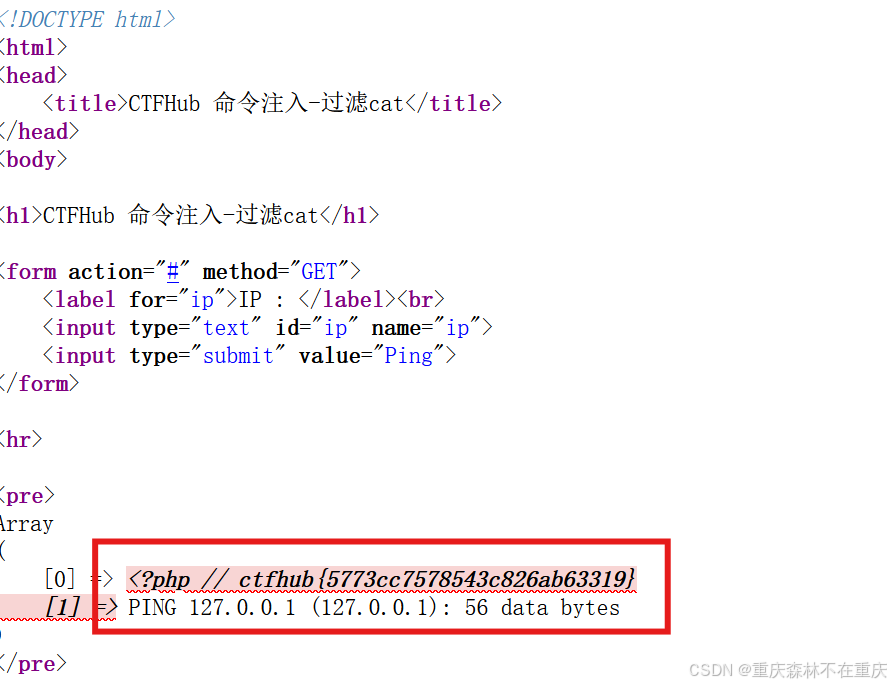 <!DOCTYPE html>
<html>
<head>
<title>CTFHub 命令注入-过滤cat</title>
</head>
<body>
<h1>CTFHub 命令注入-过滤cat</h1>
<form action="#" method="GET">
<label for="ip">IP : </label><br>
<input type="text" id="ip" name="ip">
<input type="submit" value="Ping">
</form>
<hr>
<pre>
Array
(
[0] => <?php // ctfhub{5773cc7578543c826ab63319}
[1] => PING 127.0.0.1 (127.0.0.1): 56 data bytes
)
</pre>
CSDN @重庆森林不在重庆